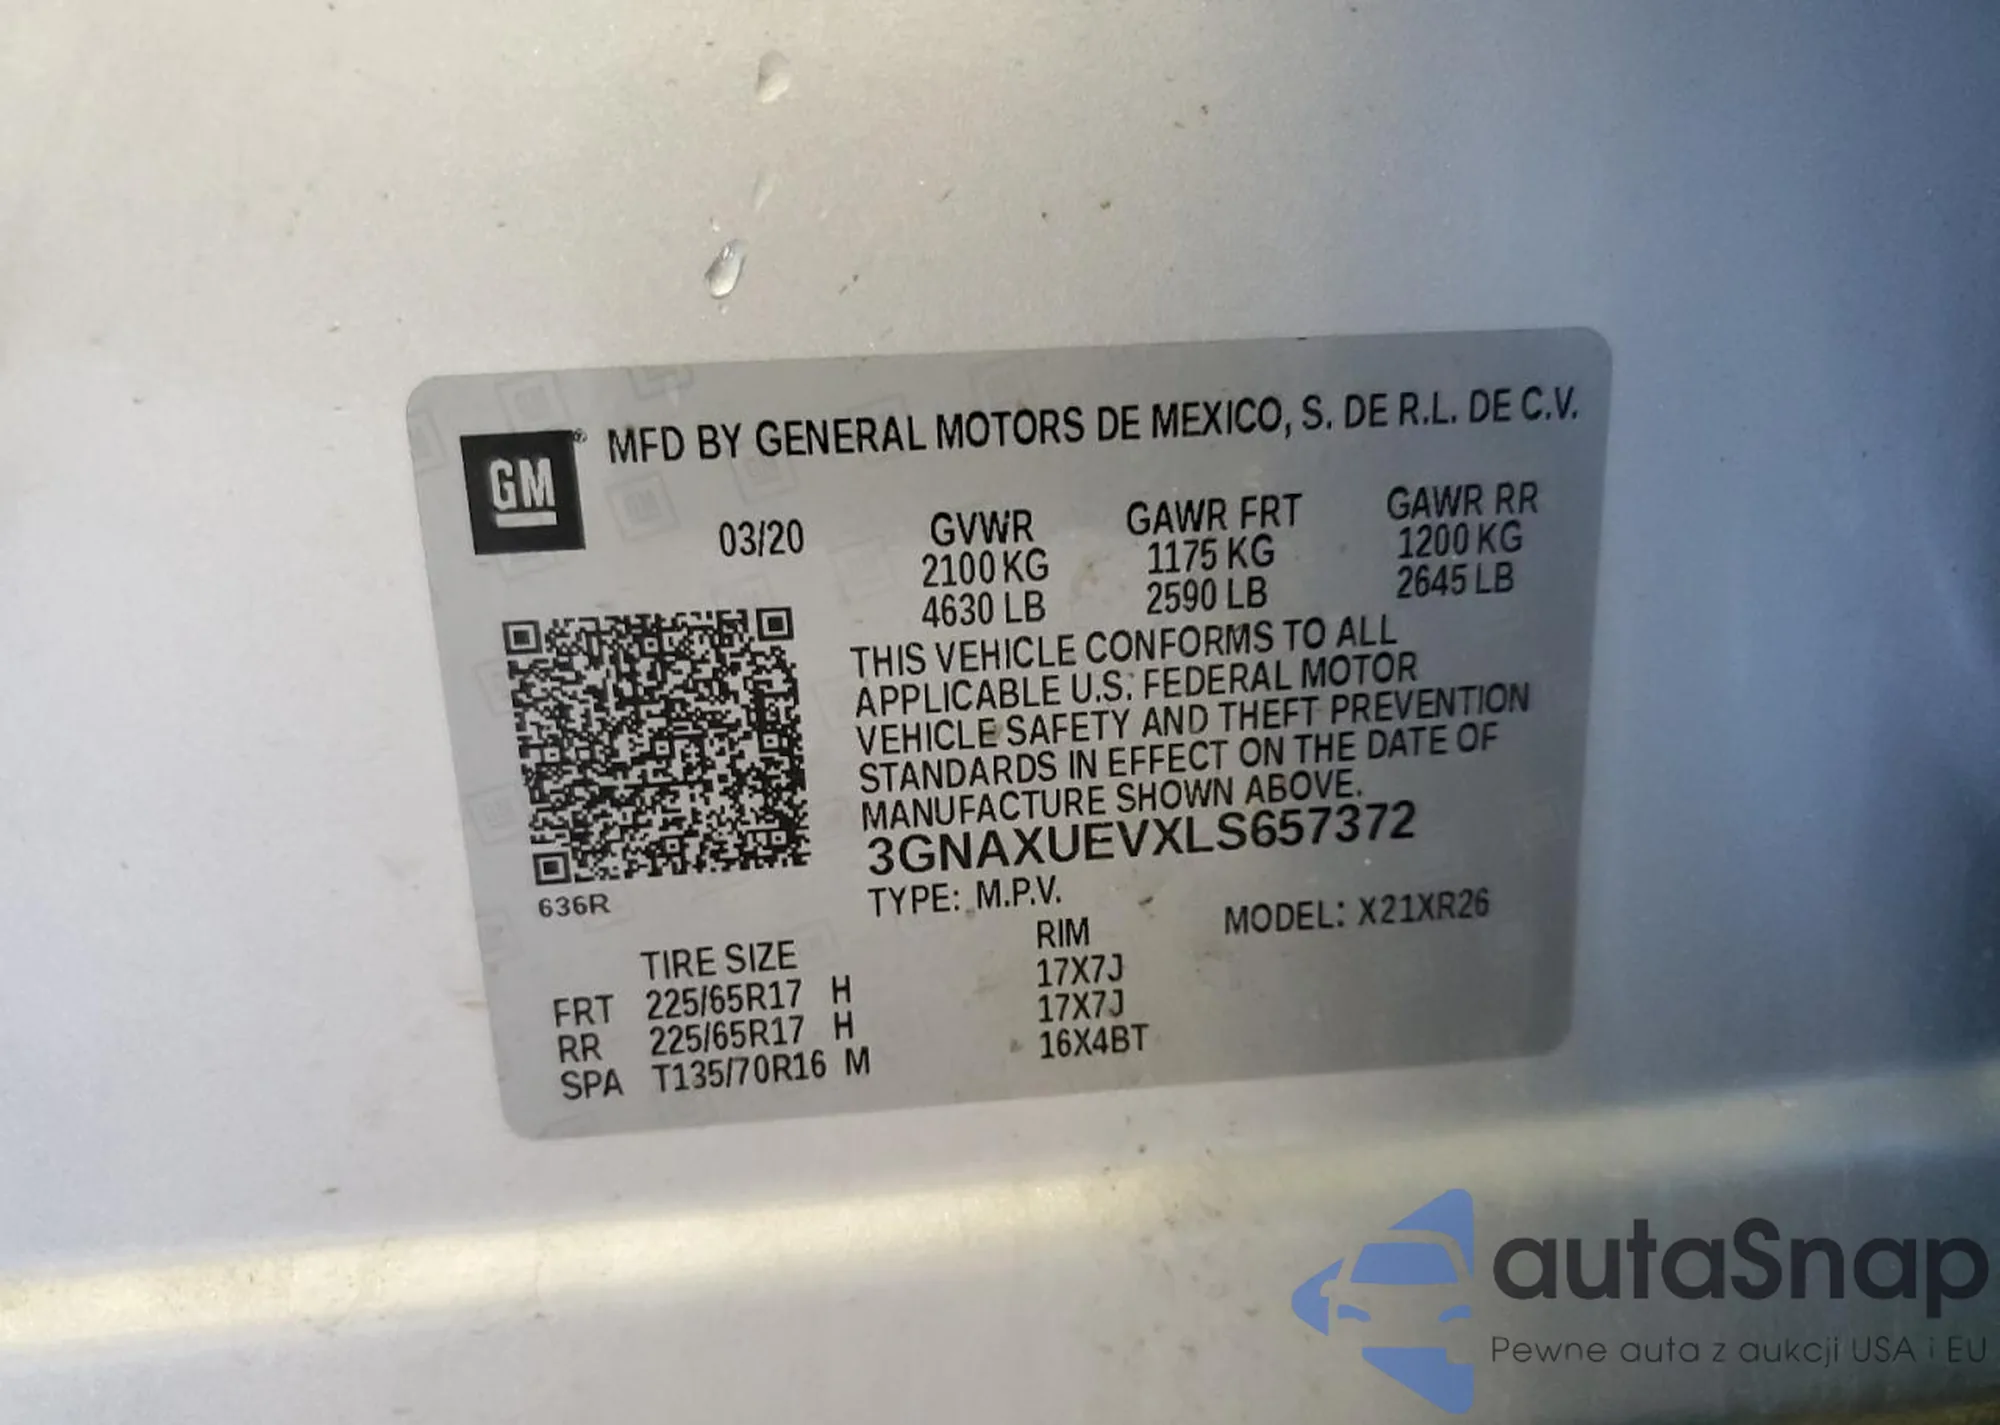 GM® MFD BY GENERAL MOTORS DE MEXICO, S. DE R.L. DE C.V.
03/20
GVWR GAWR FRT GAWR RR
2100 KG 1175 KG 1200 KG
4630 LB 2590 LB 2645 LB
THIS VEHICLE CONFORMS TO ALL
APPLICABLE U.S. FEDERAL MOTOR
VEHICLE SAFETY AND THEFT PREVENTION
STANDARDS IN EFFECT ON THE DATE OF
MANUFACTURE SHOWN ABOVE.
3GNAXUEVXLS657372
636R
TYPE: M.P.V. MODEL: X21XR26
TIRE SIZE RIM
FRT 225/65R17 H 17X7J
RR 225/65R17 H 17X7J
SPA T135/70R16 M 16X4BT
autaSnap
Pewne auta z aukcji USA i EU